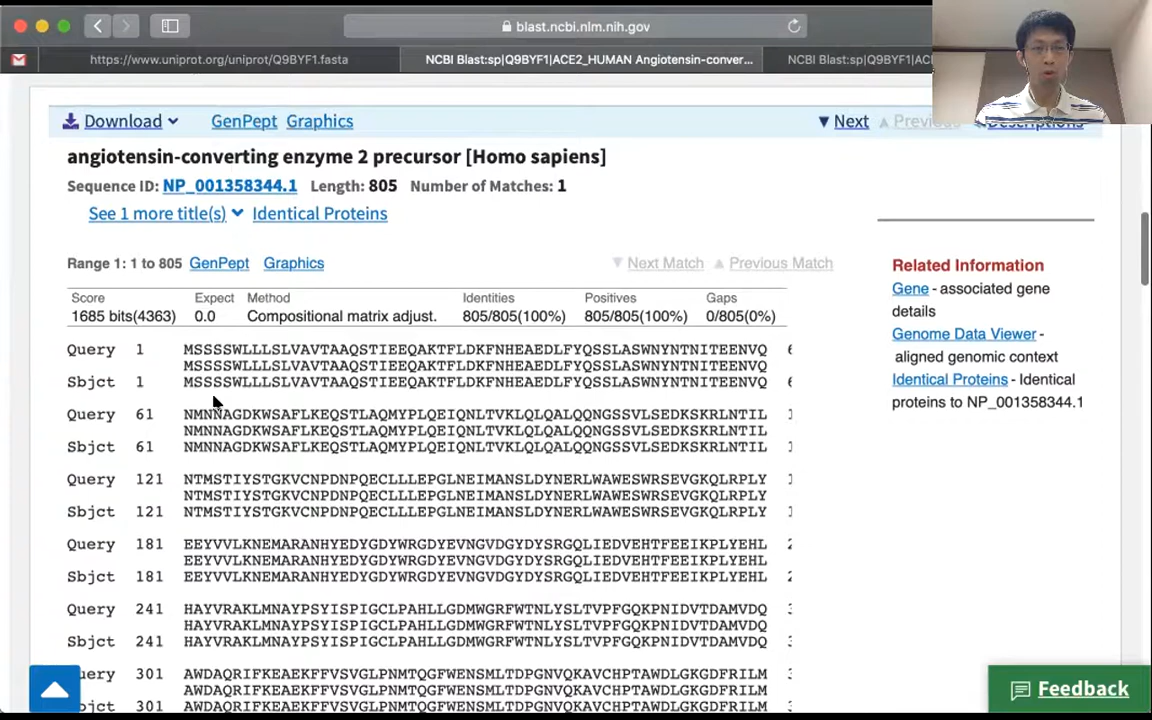 blast.ncbi.nlm.nih.gov
https://www.uniprot.org/uniprot/Q9BYF1.fasta
NCBI Blast:sp|Q9BYF1|ACE2_HUMAN Angiotensin-conver...
NCBI Blast:sp|Q9BYF1|
Download
GenPept
Graphics
Next
Descriptions
angiotensin-converting enzyme 2 precursor [Homo sapiens]
Sequence ID: NP_001358344.1 Length: 805 Number of Matches: 1
See 1 more title(s) Identical Proteins
Range 1: 1 to 805 GenPept Graphics
Next Match Previous Match
Score Expect Method Identities Positives Gaps
1685 bits(4363) 0.0 Compositional matrix adjust. 805/805(100%) 805/805(100%) 0/805(0%)
Query 1 MSSSSWLLLSLVAVTAAQSTIEEQAKTFLDKFNHEAEDLFYQSSLASWNYNTNITEENVQ
MSSSSWLLLSLVAVTAAQSTIEEQAKTFLDKFNHEAEDLFYQSSLASWNYNTNITEENVQ
Sbjct 1 MSSSSWLLLSLVAVTAAQSTIEEQAKTFLDKFNHEAEDLFYQSSLASWNYNTNITEENVQ
Query 61 NMNNAGDKWSAFLKEQSTLAQMYPLQEIQNLTVKLQLQALQQNGSSVLSEDKSKRLNTIL
NMNNAGDKWSAFLKEQSTLAQMYPLQEIQNLTVKLQLQALQQNGSSVLSEDKSKRLNTIL
Sbjct 61 NMNNAGDKWSAFLKEQSTLAQMYPLQEIQNLTVKLQLQALQQNGSSVLSEDKSKRLNTIL
Query 121 NTMSTIYSTGKVCNPDNPQECLLLEPGLNEIMANSLDYNERLWAWESWRSEVGKQLRPLY
NTMSTIYSTGKVCNPDNPQECLLLEPGLNEIMANSLDYNERLWAWESWRSEVGKQLRPLY
Sbjct 121 NTMSTIYSTGKVCNPDNPQECLLLEPGLNEIMANSLDYNERLWAWESWRSEVGKQLRPLY
Query 181 EEYVVLKNEMARANHYEDYGDYWRGDYEVNGVDGYDYSRGQLIEDVEHTFEEIKPLYEHL
EEYVVLKNEMARANHYEDYGDYWRGDYEVNGVDGYDYSRGQLIEDVEHTFEEIKPLYEHL
Sbjct 181 EEYVVLKNEMARANHYEDYGDYWRGDYEVNGVDGYDYSRGQLIEDVEHTFEEIKPLYEHL
Query 241 HAYVRAKLMNAYPSYISPIGCLPAHLLGDMWGRFWTNLYSLTVPFGQKPNIDVTDAMVDQ
HAYVRAKLMNAYPSYISPIGCLPAHLLGDMWGRFWTNLYSLTVPFGQKPNIDVTDAMVDQ
Sbjct 241 HAYVRAKLMNAYPSYISPIGCLPAHLLGDMWGRFWTNLYSLTVPFGQKPNIDVTDAMVDQ
301 AWDAQRIFKEAEKFFVSVGLPNMTQGFWENSMLTDPGNVQKAVCHPTAWDLGKGDFRILM
AWDAQRIFKEAEKFFVSVGLPNMTQGFWENSMLTDPGNVQKAVCHPTAWDLGKGDFRILM
301 AWDAQRIFKEAEKFFVSVGLPNMTQGFWENSMLTDPGNVQKAVCHPTAWDLGKGDFRILM
Related Information
Gene - associated gene
details
Genome Data Viewer -
aligned genomic context
Identical Proteins - Identical
proteins to NP_001358344.1
Feedback